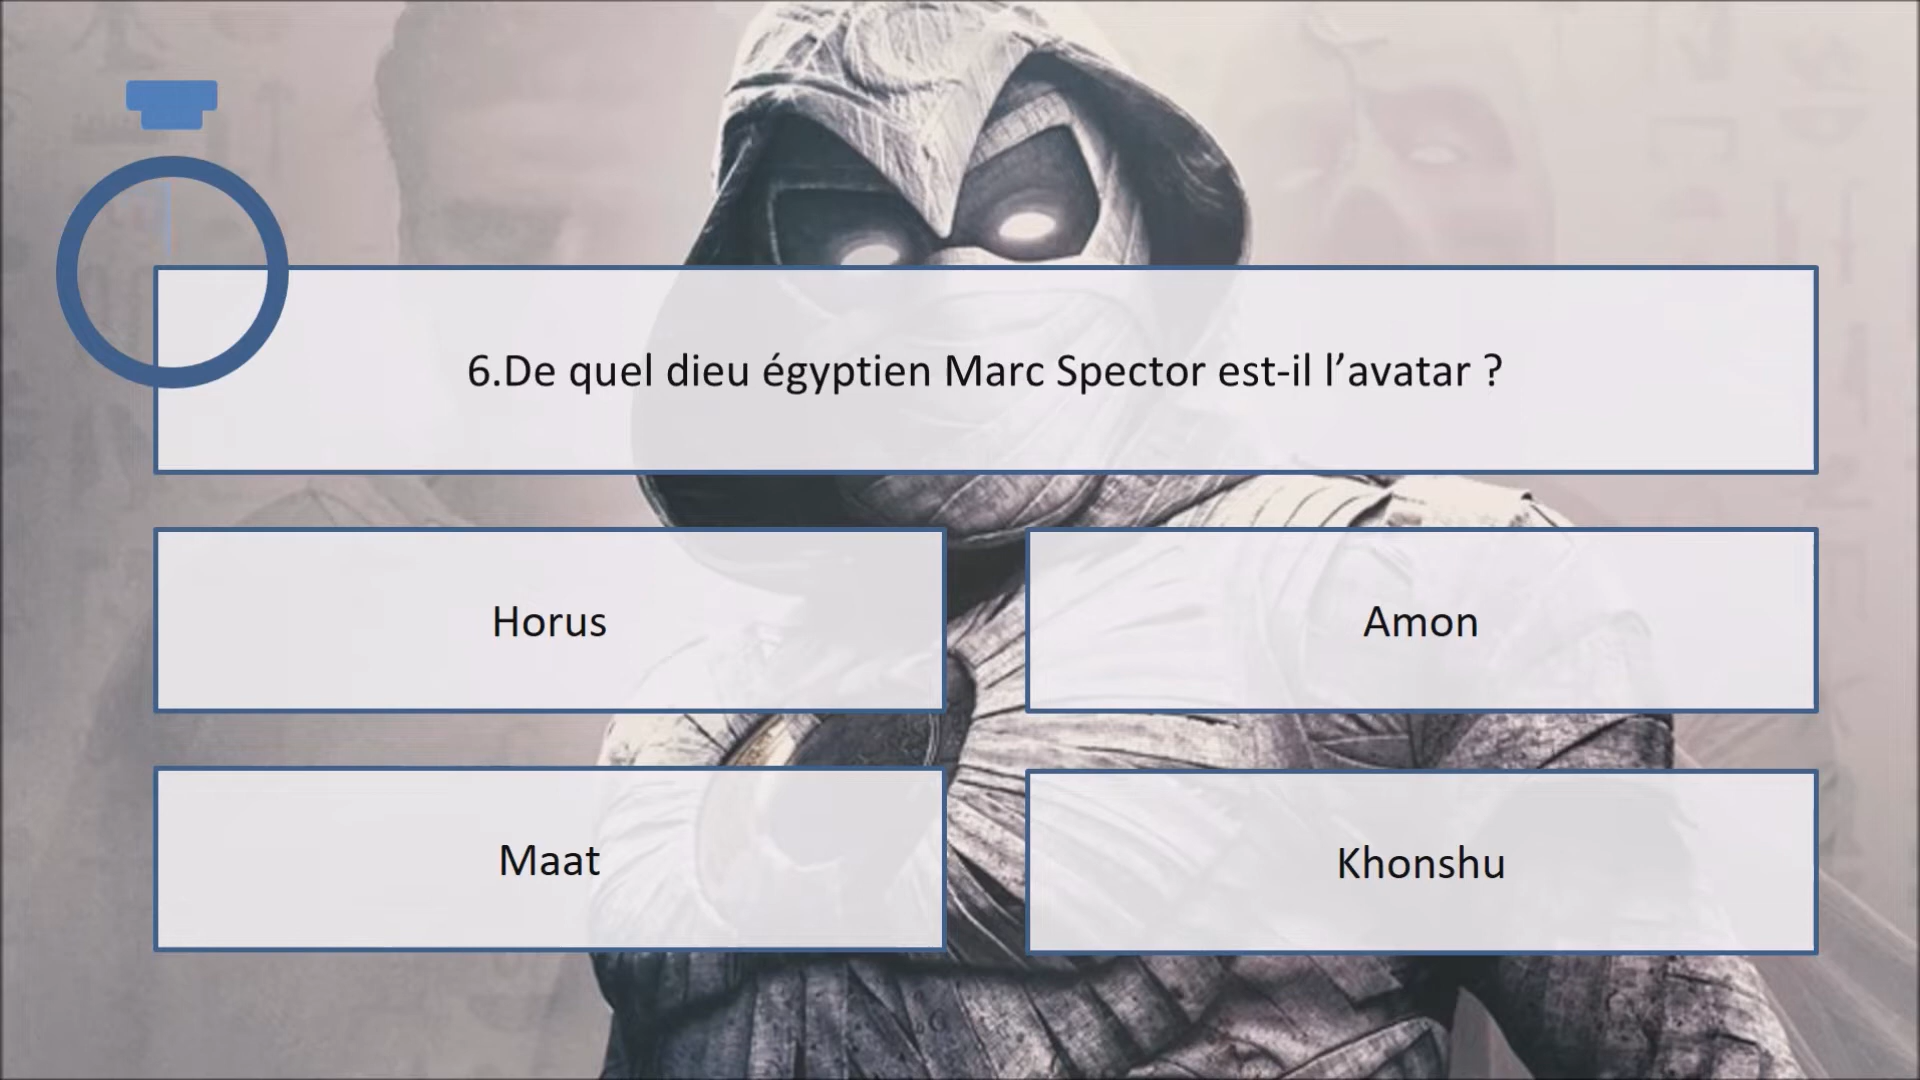 6.De quel dieu égyptien Marc Spector est-il l’avatar ?
Horus
Amon
Maat
Khonshu